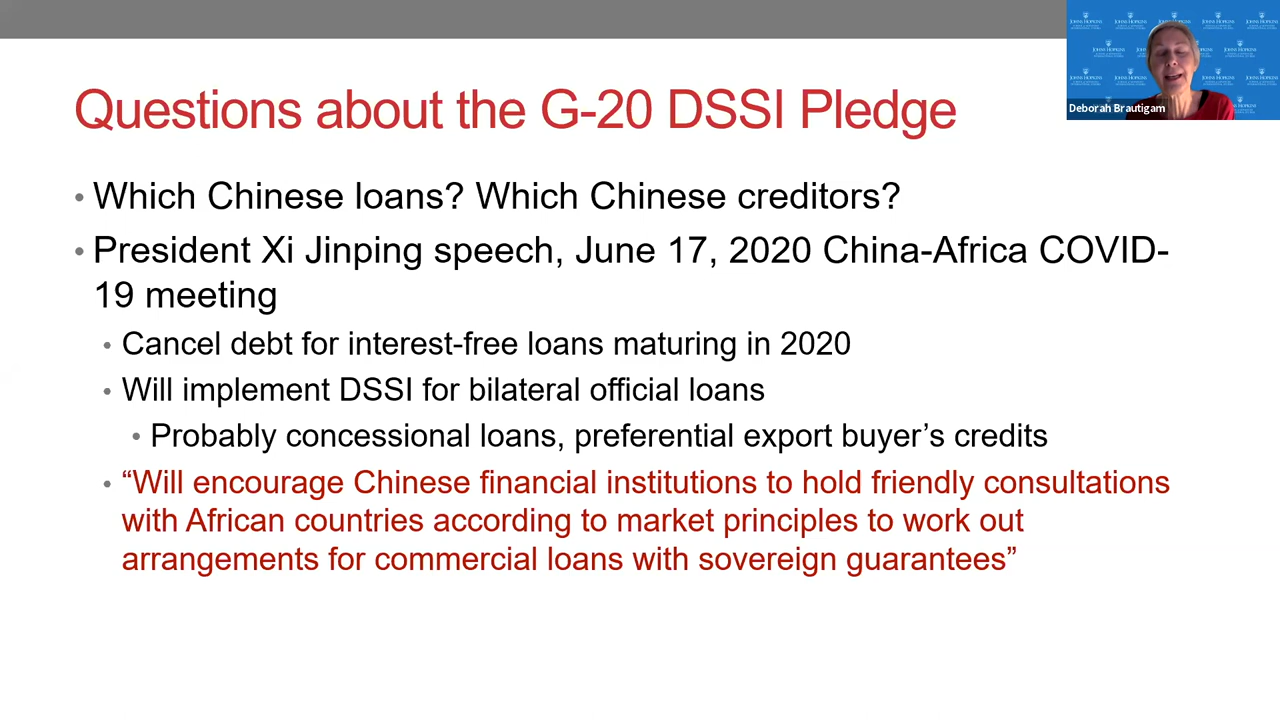 Questions about the G-20 DSSI Pledge
• Which Chinese loans? Which Chinese creditors?
• President Xi Jinping speech, June 17, 2020 China-Africa COVID-
19 meeting
• Cancel debt for interest-free loans maturing in 2020
• Will implement DSSI for bilateral official loans
• Probably concessional loans, preferential export buyer’s credits
• “Will encourage Chinese financial institutions to hold friendly consultations
with African countries according to market principles to work out
arrangements for commercial loans with sovereign guarantees”
JOHNS HOPKINS
Deborah Brautigam